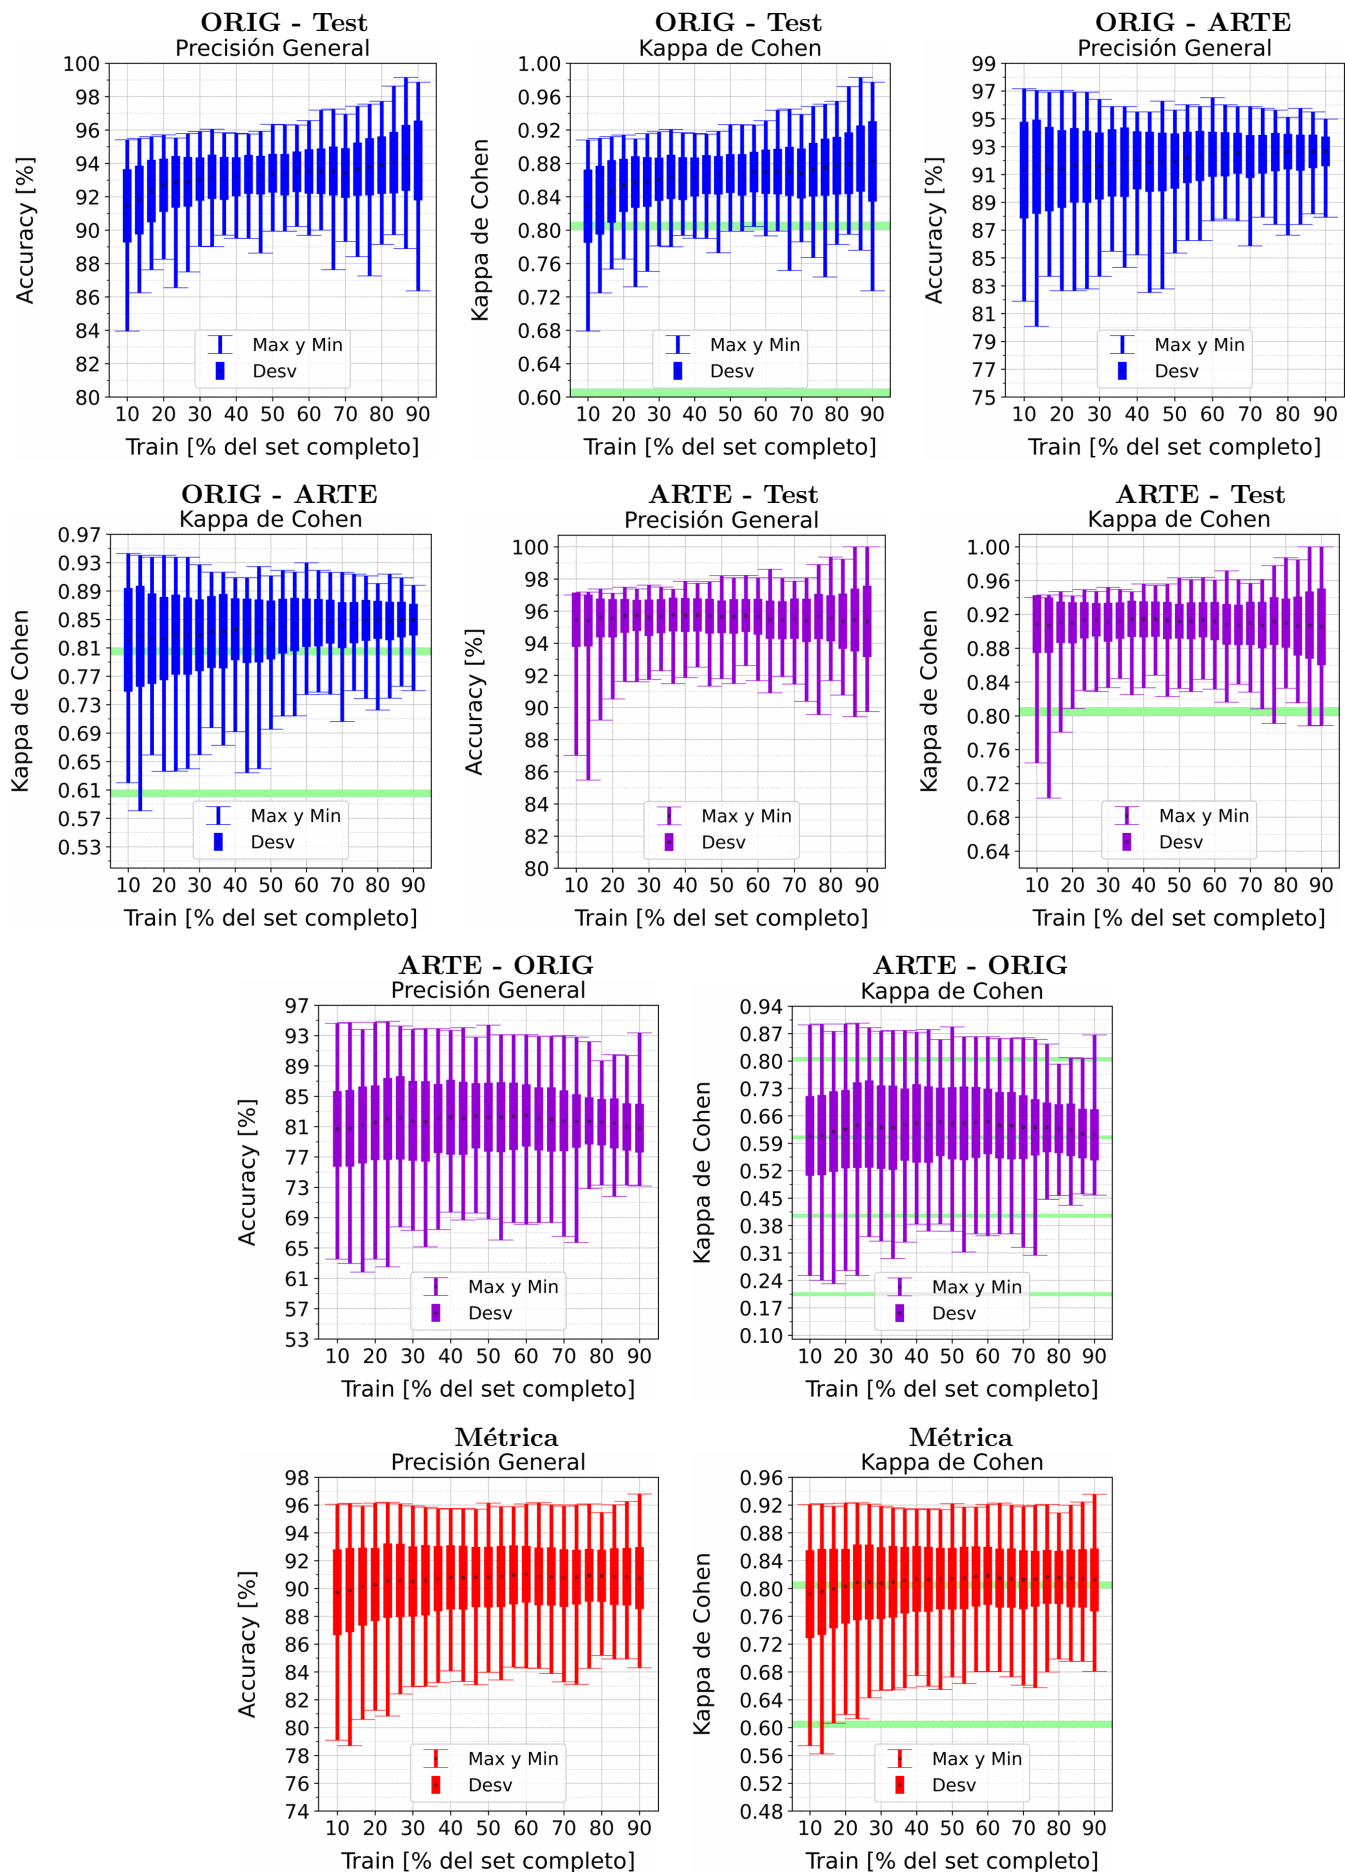 ORIG - Test
Precisión General
Accuracy [%]
100
98
96
94
92
90
88
86
84
82
80
Max y Min
Desv
10 20 30 40 50 60 70 80 90
Train [% del set completo]
ORIG - Test
Kappa de Cohen
Kappa de Cohen
1.00
0.96
0.92
0.88
0.84
0.80
0.76
0.72
0.68
0.64
0.60
Max y Min
Desv
10 20 30 40 50 60 70 80 90
Train [% del set completo]
ORIG - ARTE
Precisión General
Accuracy [%]
99
97
95
93
91
89
87
85
83
81
79
77
75
Max y Min
Desv
10 20 30 40 50 60 70 80 90
Train [% del set completo]
ORIG - ARTE
Kappa de Cohen
Kappa de Cohen
0.97
0.93
0.89
0.85
0.81
0.77
0.73
0.69
0.65
0.61
0.57
0.53
Max y Min
Desv
10 20 30 40 50 60 70 80 90
Train [% del set completo]
ARTE - Test
Precisión General
Accuracy [%]
100
98
96
94
92
90
88
86
84
82
80
Max y Min
Desv
10 20 30 40 50 60 70 80 90
Train [% del set completo]
ARTE - Test
Kappa de Cohen
Kappa de Cohen
1.00
0.96
0.92
0.88
0.84
0.80
0.76
0.72
0.68
0.64
Max y Min
Desv
10 20 30 40 50 60 70 80 90
Train [% del set completo]
ARTE - ORIG
Precisión General
Accuracy [%]
97
93
89
85
81
77
73
69
65
61
57
53
Max y Min
Desv
10 20 30 40 50 60 70 80 90
Train [% del set completo]
ARTE - ORIG
Kappa de Cohen
Kappa de Cohen
0.94
0.87
0.80
0.73
0.66
0.59
0.52
0.45
0.38
0.31
0.24
0.17
0.10
Max y Min
Desv
10 20 30 40 50 60 70 80 90
Train [% del set completo]
Métrica
Precisión General
Accuracy [%]
98
96
94
92
90
88
86
84
82
80
78
76
74
Max y Min
Desv
10 20 30 40 50 60 70 80 90
Train [% del set completo]
Métrica
Kappa de Cohen
Kappa de Cohen
0.96
0.92
0.88
0.84
0.80
0.76
0.72
0.68
0.64
0.60
0.56
0.52
0.48
Max y Min
Desv
10 20 30 40 50 60 70 80 90
Train [% del set completo]